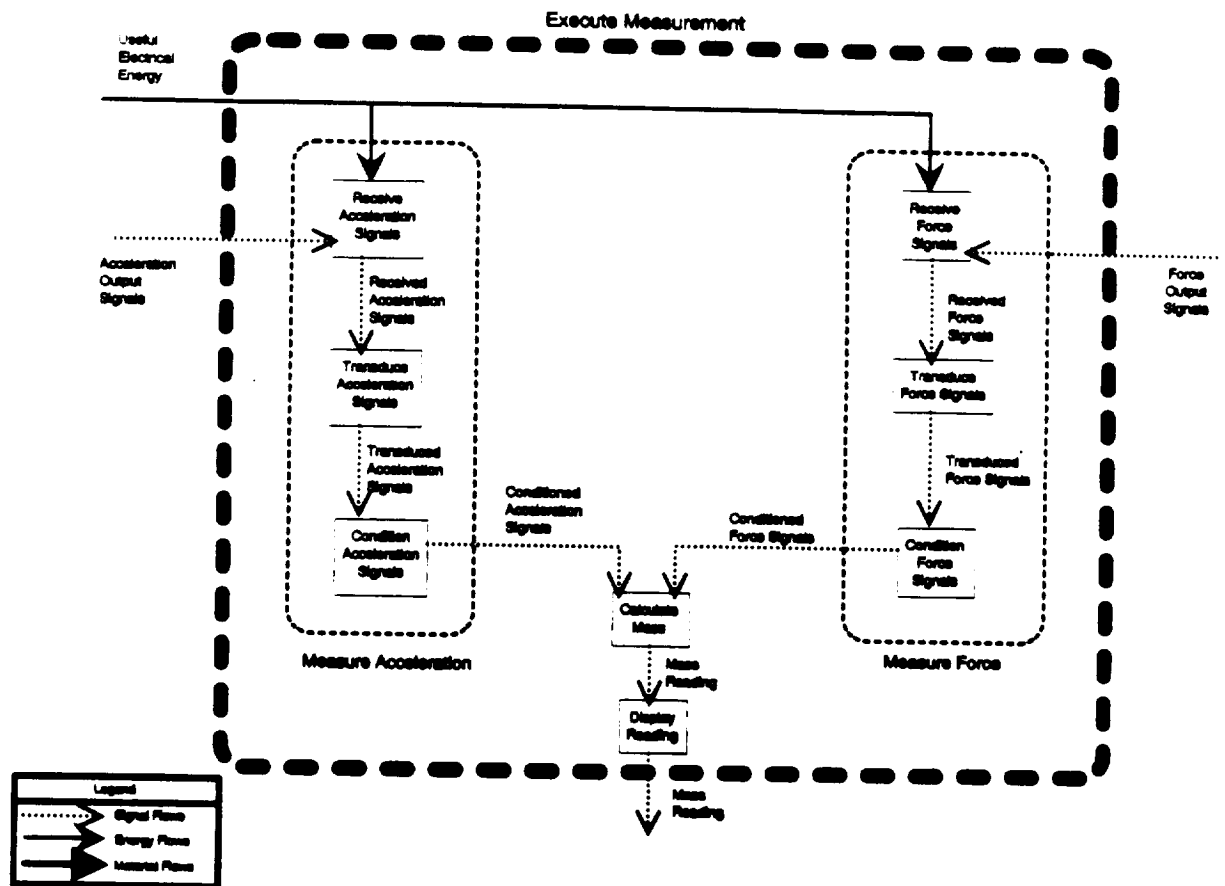 Execute Measurement
Useful
Electrical
Energy
Receive
Acceleration
Signals
Receive
Force
Signals
Acceleration
Output
Signals
Force
Output
Signals
Received
Acceleration
Signals
Received
Force
Signals
Transduce
Acceleration
Signals
Transduce
Force Signals
Transduced
Acceleration
Signals
Transduced
Force Signals
Conditioned
Acceleration
Signals
Conditioned
Force Signals
Condition
Acceleration
Signals
Condition
Force
Signals
Calculate
Mass
Measure Acceleration
Measure Force
Mass
Reading
Display
Reading
Mass
Reading
Legend
Signal Flows
Energy Flows
Material Flows